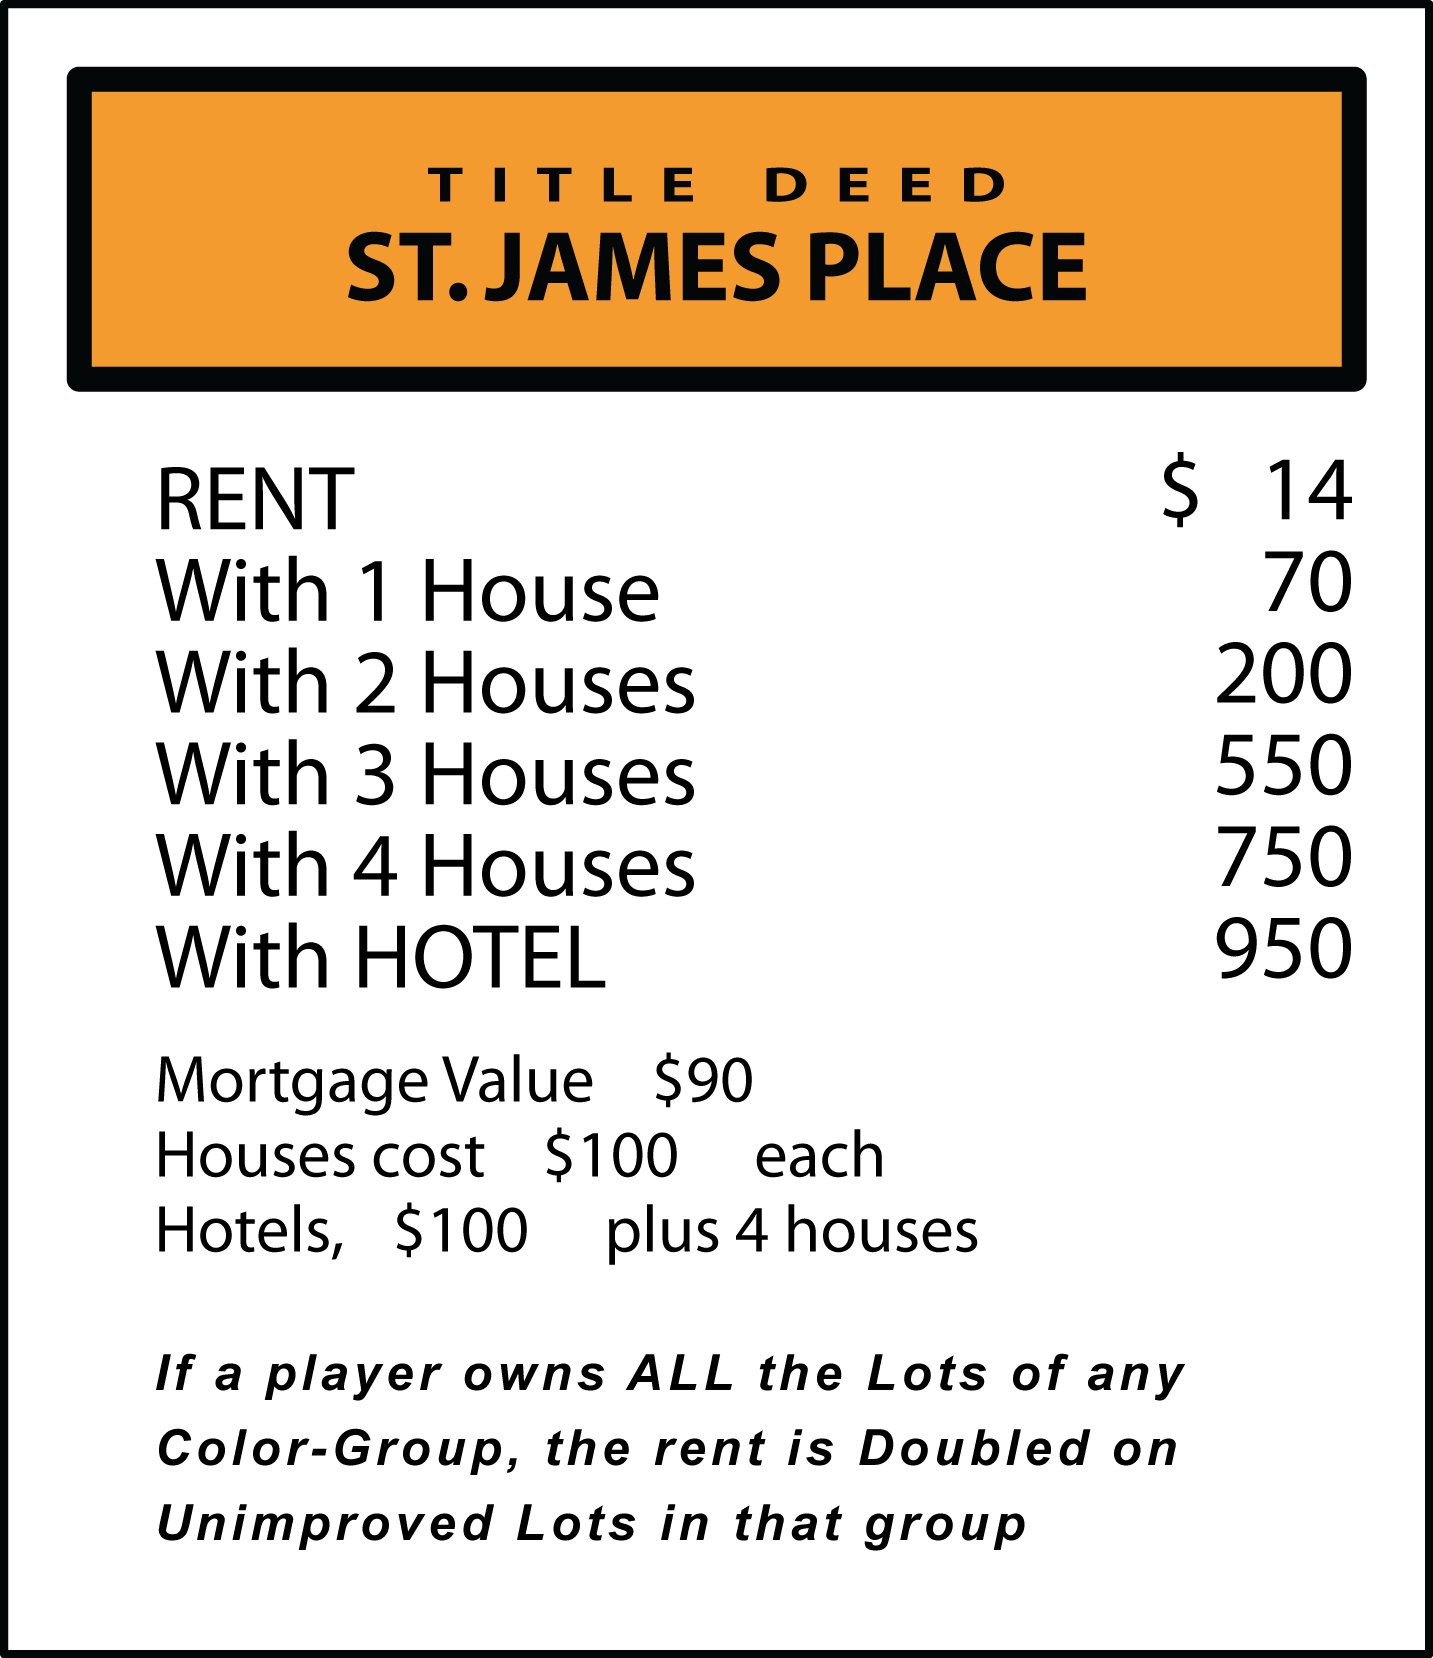 TITLE DEED
ST. JAMES PLACE
RENT $ 14
With 1 House 70
With 2 Houses 200
With 3 Houses 550
With 4 Houses 750
With HOTEL 950
Mortgage Value $90
Houses cost $100 each
Hotels, $100 plus 4 houses
If a player owns ALL the Lots of any
Color-Group, the rent is Doubled on
Unimproved Lots in that group